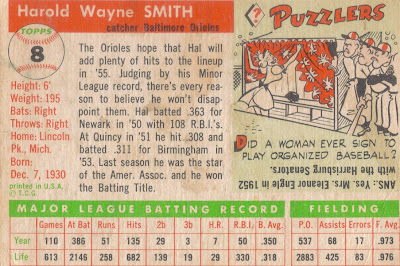 Harold Wayne SMITH
catcher Baltimore Orioles
TOPPS
8
Height: 6'
Weight: 195
Bats: Right
Throws: Right
Home: Lincoln
Pk., Mich.
Born:
Dec. 7, 1930
printed in U.S.A.
© T.C.G.
The Orioles hope that Hal will
add plenty of hits to the lineup
in '55. Judging by his Minor
League record, there's every rea-
son to believe he won't disap-
point them. Hal batted .363 for
Newark in '50 with 108 R.B.I.'s.
At Quincy in '51 he hit .308 and
batted .311 for Birmingham in
'53. Last season he was the star
of the Amer. Assoc. and he won
the Batting Title.
? PUZZLERS
DID A WOMAN EVER SIGN TO
PLAY ORGANIZED BASEBALL?
ANS: Yes. Mrs. Eleanor Engle in 1952
with the Harrisburg Senators.
MAJOR LEAGUE BATTING RECORD
Games At Bat Runs Hits 2b 3b H.R. R.B.I. B. Avg.
Year 110 386 51 135 29 3 7 50 .350
Life 613 2146 258 682 139 19 29 331 .318
FIELDING
P.O. Assists Errors F. Avg.
537 68 17 .973
2883 425 83 .976